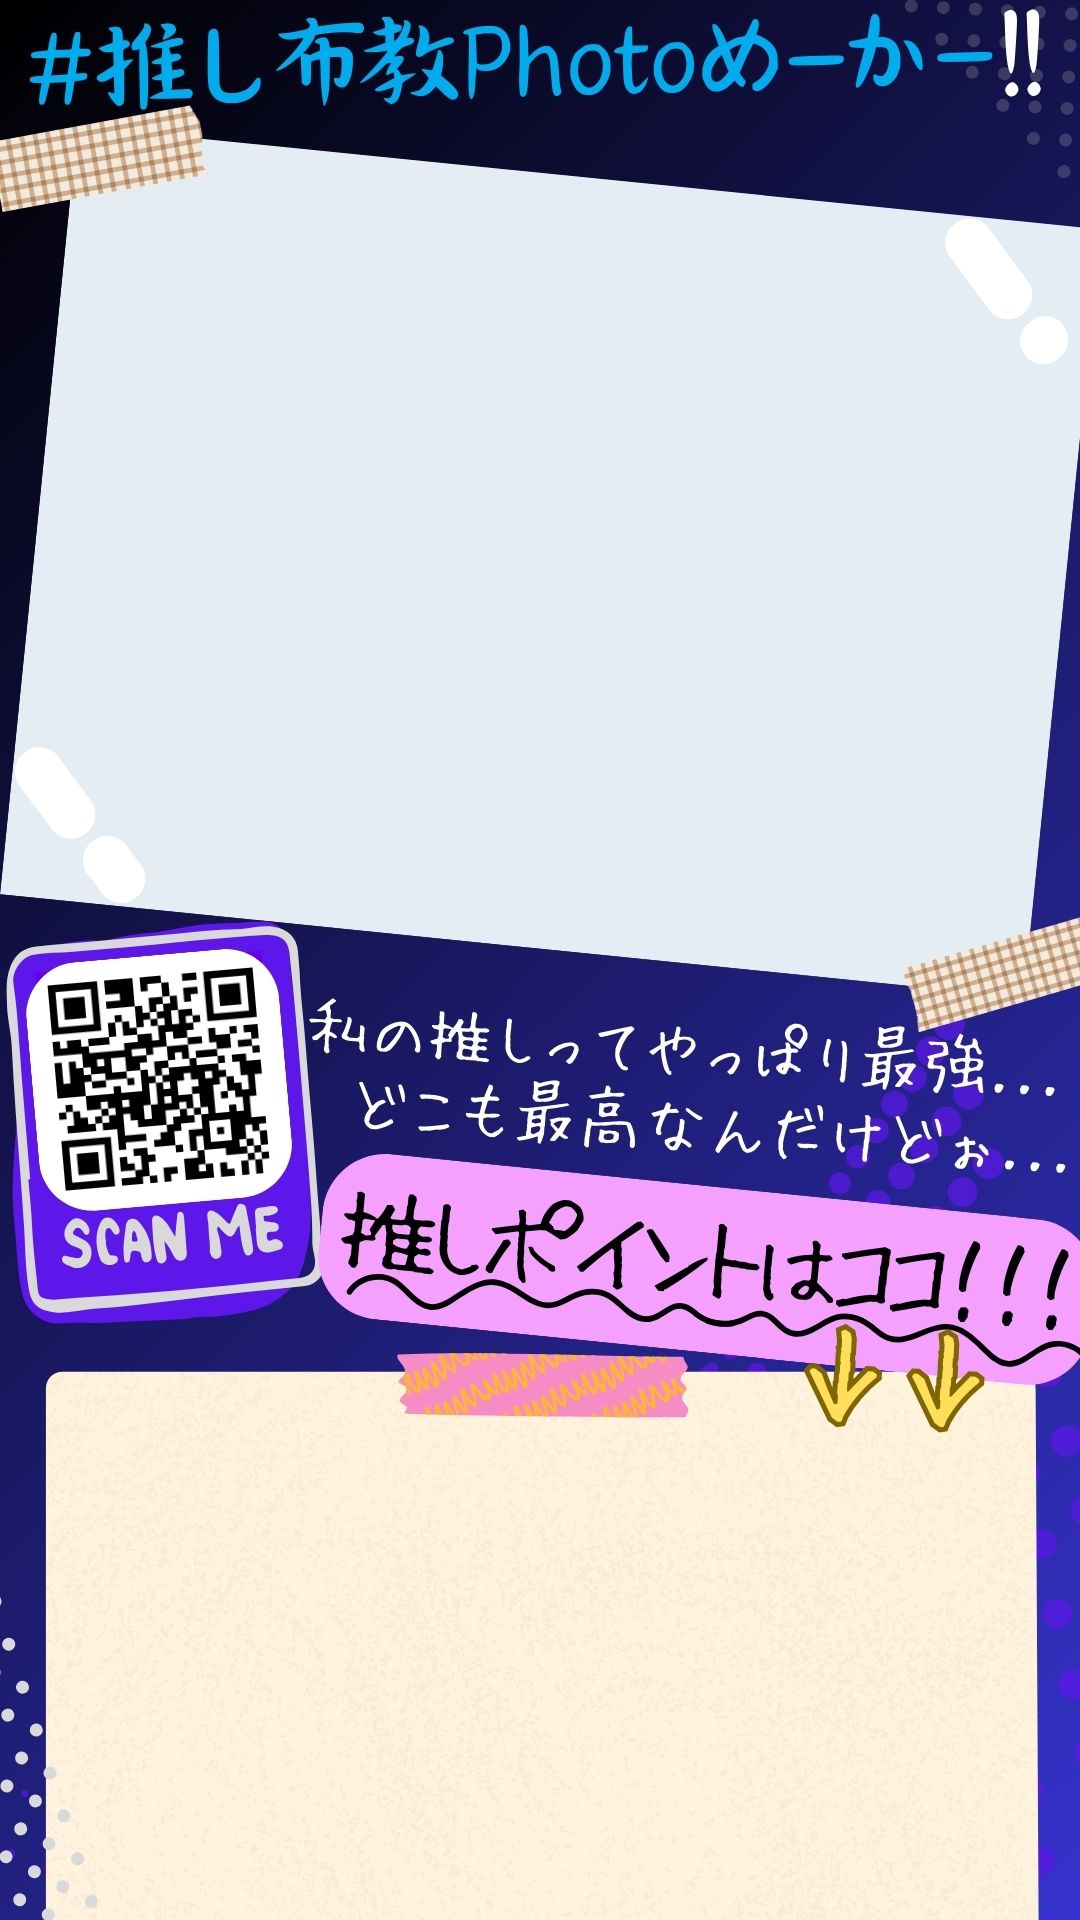 #推し布教Photoめーかー!!
私の推しってやっぱり最強...
どこも最高なんだけどぉ...
SCAN ME
推しポイントはココ!!!